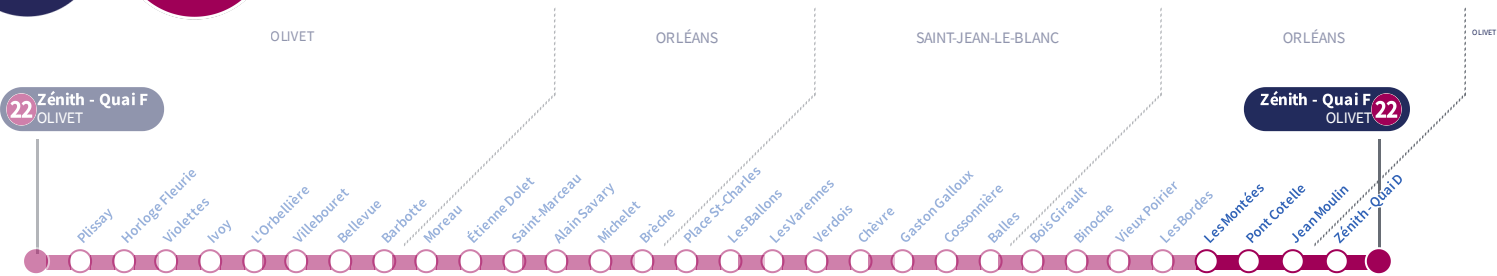 OLIVET
ORLÉANS
SAINT-JEAN-LE-BLANC
ORLÉANS
OLIVET
22 Zénith - Quai F
OLIVET
Zénith - Quai F 22
OLIVET
Plissay
Horloge Fleurie
Violettes
Ivoy
L'Orbellière
Villebouret
Bellevue
Barbotte
Moreau
Étienne Dolet
Saint-Marceau
Alain Savary
Michelet
Brèche
Place St-Charles
Les Ballons
Les Varennes
Verdois
Chèvre
Gaston Galloux
Cossonnière
Balles
Bois Girault
Binoche
Vieux Poirier
Les Bordes
Les Montées
Pont Cotelle
Jean Moulin
Zénith - Quai D